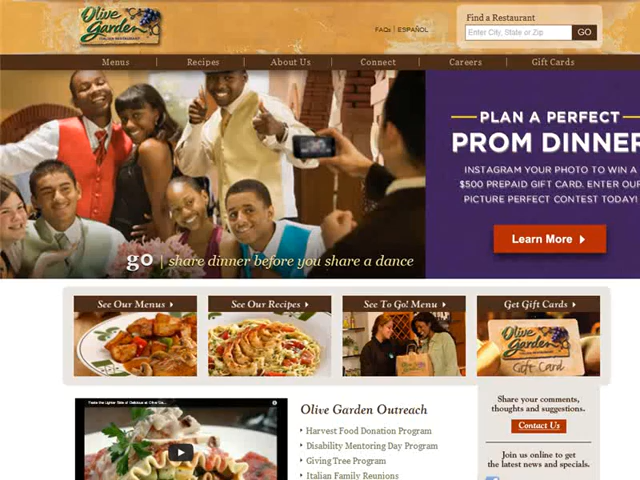 Olive
Garden
ITALIAN RESTAURANT
FAQs | ESPAÑOL
Find a Restaurant
Enter City, State or Zip
GO
Menus | Recipes | About Us | Connect | Careers | Gift Cards
PLAN A PERFECT
PROM DINNER
INSTAGRAM YOUR PHOTO TO WIN A
$500 PREPAID GIFT CARD. ENTER OUR
PICTURE PERFECT CONTEST TODAY!
Learn More
go | share dinner before you share a dance
See Our Menus
See Our Recipes
See To Go! Menu
Get Gift Cards
Olive
Garden
Gift Card
Olive Garden Outreach
Harvest Food Donation Program
Disability Mentoring Day Program
Giving Tree Program
Italian Family Reunions
Share your comments,
thoughts and suggestions.
Contact Us
Join us online to get
the latest news and specials.